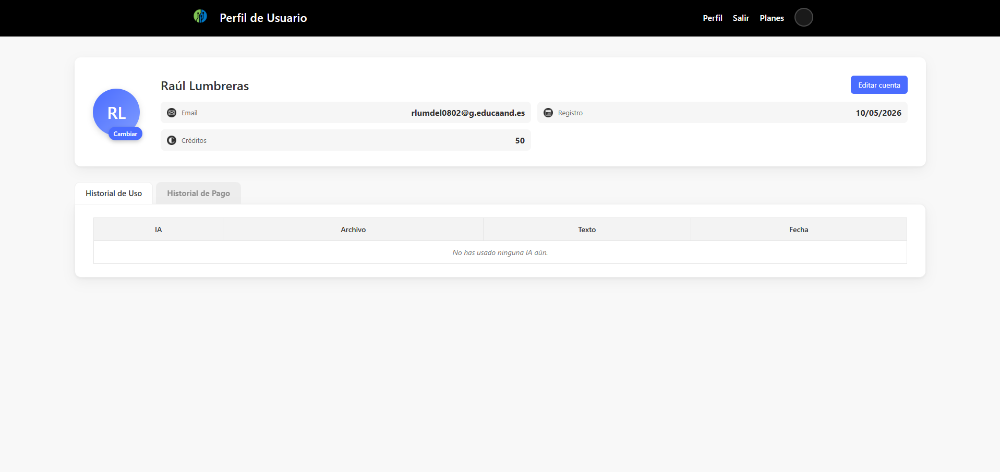 Perfil de Usuario
Perfil Salir Planes
RL
Cambiar
Raúl Lumbreras
Editar cuenta
Email rlumdel0802@g.educaand.es
Registro 10/05/2026
Créditos 50
Historial de Uso Historial de Pago
IA Archivo Texto Fecha
No has usado ninguna IA aún.